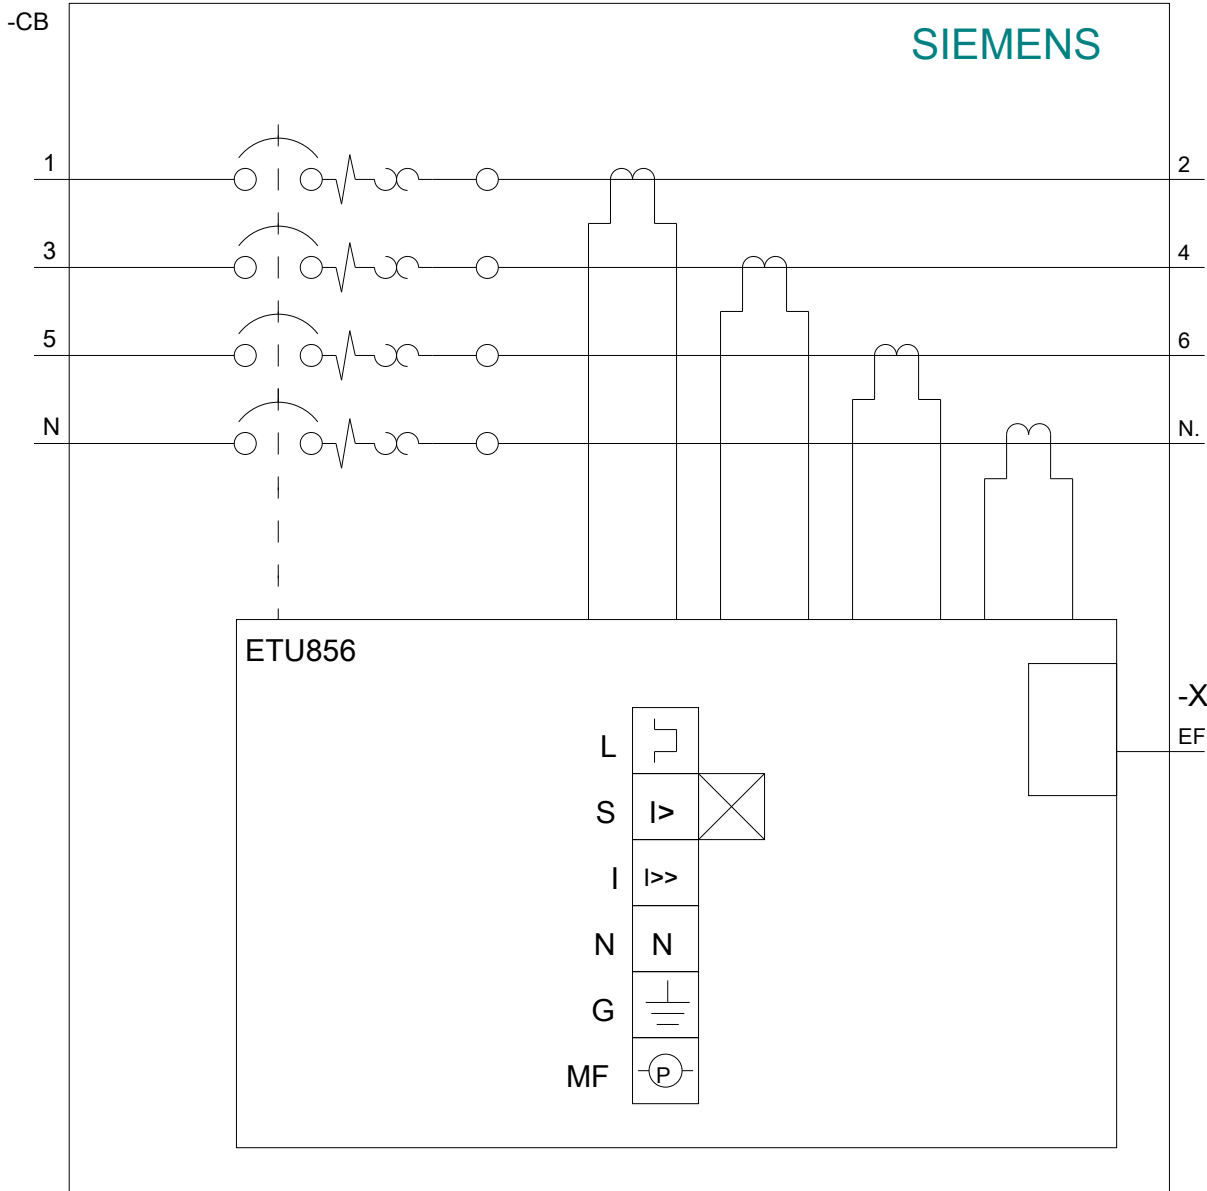 -CB
SIEMENS
1 2
3 4
5 6
N N.
ETU856
-X
EF
L
S I>
I I>>
N N
G
MF P